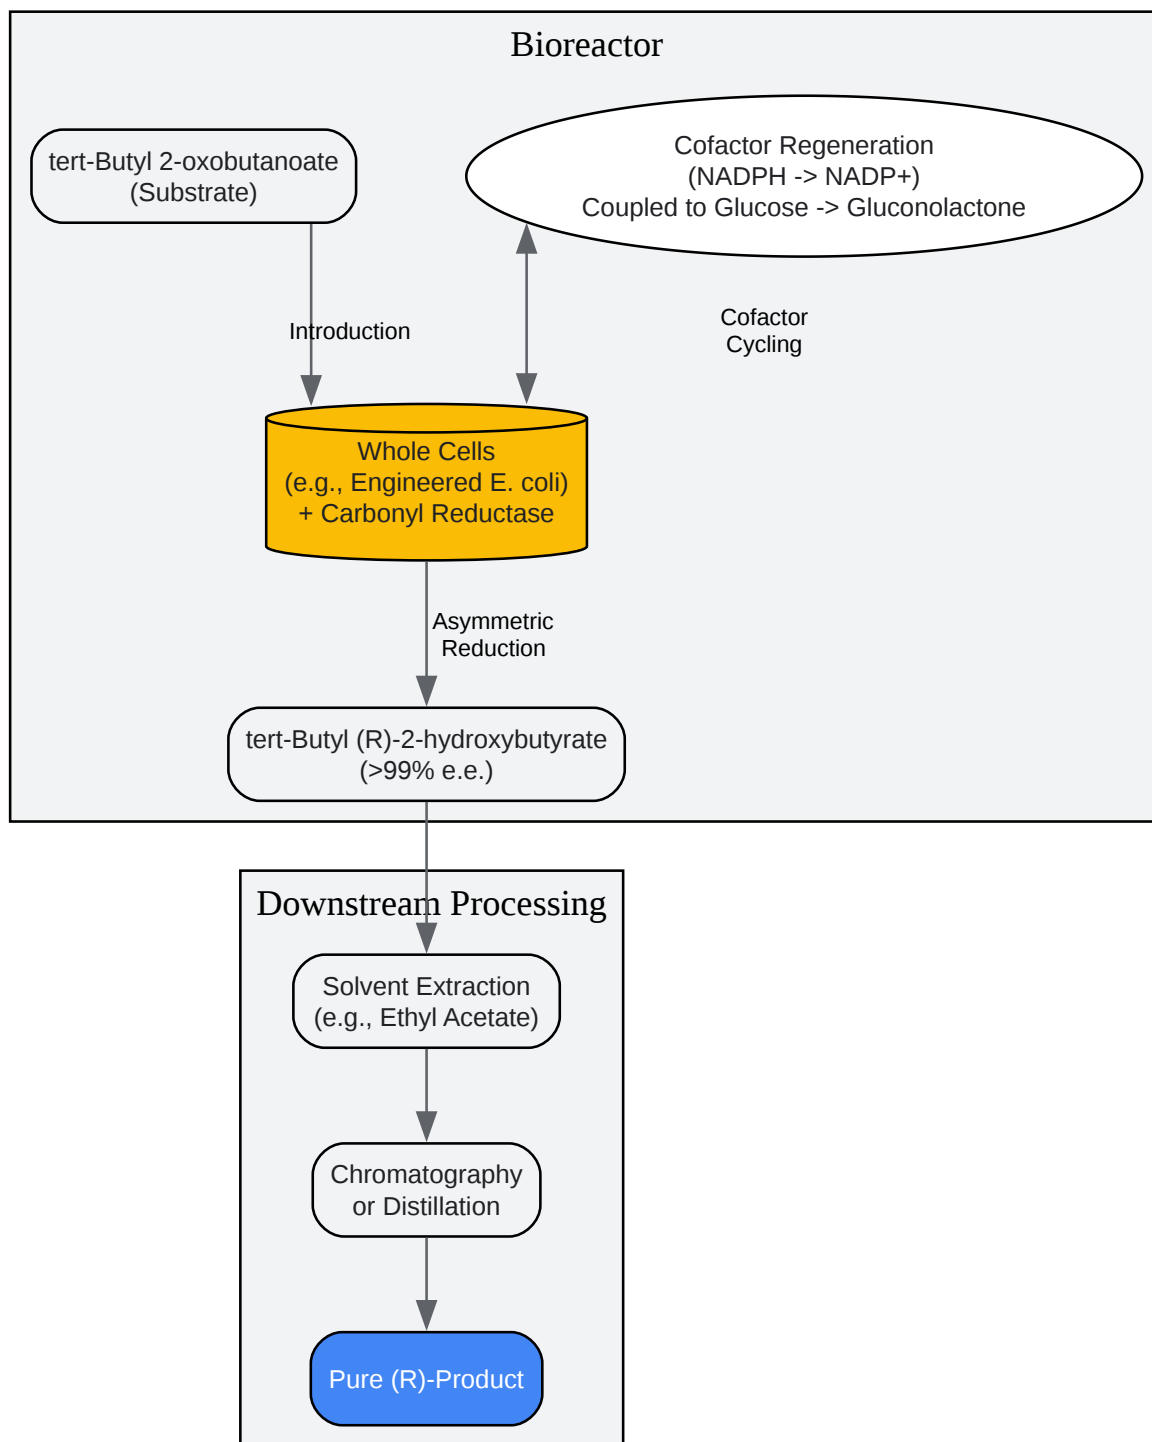 Bioreactor
tert-Butyl 2-oxobutanoate
(Substrate)
Cofactor Regeneration
(NADPH -> NADP+)
Coupled to Glucose -> Gluconolactone
Introduction
Cofactor
Cycling
Whole Cells
(e.g., Engineered E. coli)
+ Carbonyl Reductase
Asymmetric
Reduction
tert-Butyl (R)-2-hydroxybutyrate
(>99% e.e.)
Downstream Processing
Solvent Extraction
(e.g., Ethyl Acetate)
Chromatography
or Distillation
Pure (R)-Product